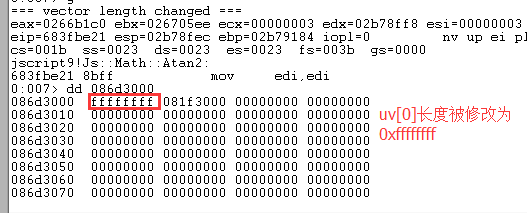 === vector length changed ===
eax=0266b1c0 ebx=026705ee ecx=00000003 edx=02b78ff8 esi=00000003
eip=683fbe21 esp=02b78fec ebp=02b79184 iopl=0         nv up ei pl
cs=001b  ss=0023  ds=0023  es=0023  fs=003b  gs=0000
jscript9!Js::Math::Atan2:
683fbe21 8bff            mov     edi,edi
0:007> dd 086d3000
086d3000  ffffffff 081f3000 00000000 00000000
086d3010  00000000 00000000 00000000 00000000
086d3020  00000000 00000000 00000000 00000000
086d3030  00000000 00000000 00000000 00000000
086d3040  00000000 00000000 00000000 00000000
086d3050  00000000 00000000 00000000 00000000
086d3060  00000000 00000000 00000000 00000000
086d3070  00000000 00000000 00000000 00000000
uv[0]长度被修改为
0xffffffff